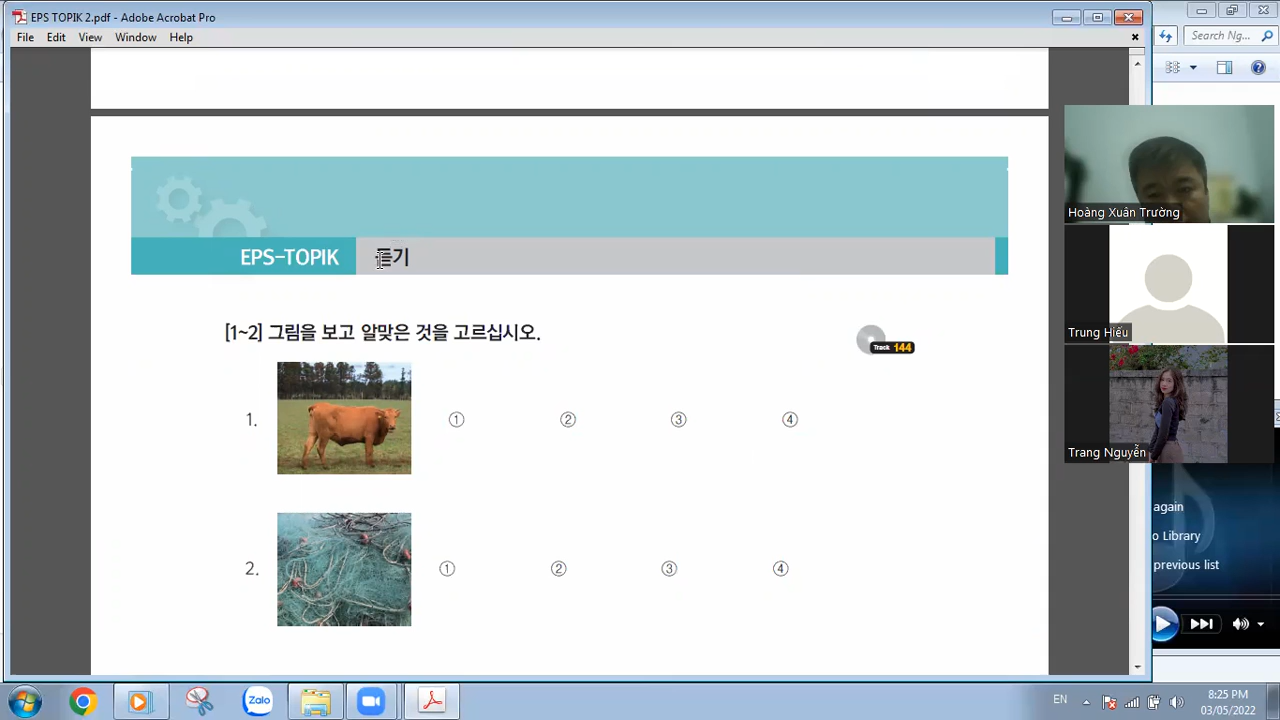 EPS TOPIK 2.pdf - Adobe Acrobat Pro
File Edit View Window Help
Search Ng...
EPS-TOPIK 듣기
[1~2] 그림을 보고 알맞은 것을 고르십시오.
Track 144
1. ① ② ③ ④
2. ① ② ③ ④
Hoàng Xuân Trường
Trung Hiếu
Trang Nguyễn
again
o Library
previous list
Zalo
EN
8:25 PM
03/05/2022